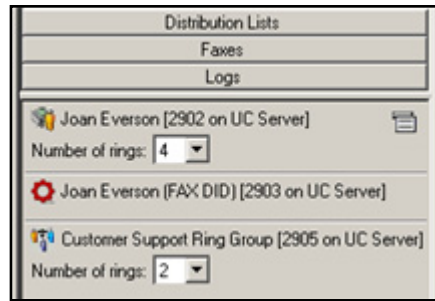 Distribution Lists
Faxes
Logs
Joan Everson [2902 on UC Server]
Number of rings: 4
Joan Everson (FAX DID) [2903 on UC Server]
Customer Support Ring Group [2905 on UC Server]
Number of rings: 2